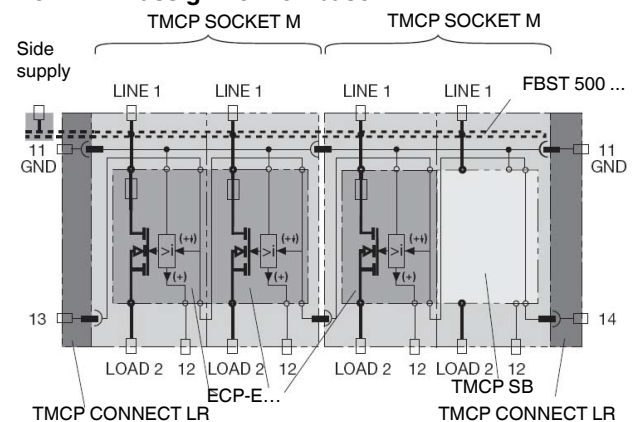 TMCP SOCKET M TMCP SOCKET M
Side
supply
LINE 1 LINE 1 LINE 1 LINE 1
FBST 500 ...
11
GND
11
GND
>i (+i) (+)
>i (+i) (+)
>i (+i) (+)
13
14
LOAD 2 12 LOAD 2 12 LOAD 2 12 LOAD 2 12
ECP-E...
TMCP SB
TMCP CONNECT LR
TMCP CONNECT LR